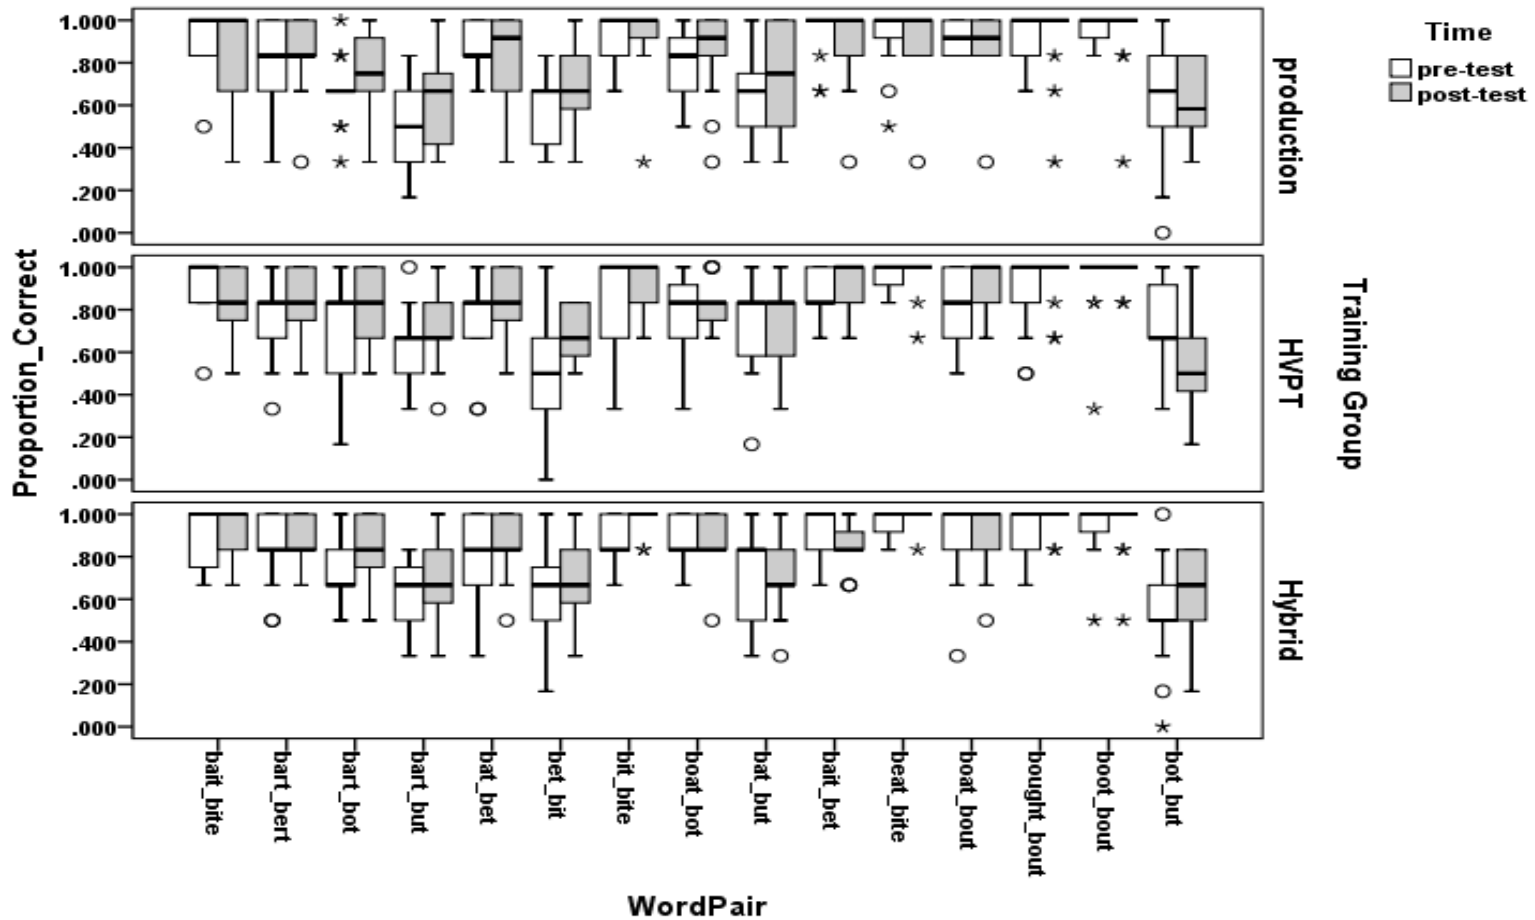 Time
pre-test
post-test
Proportion_Correct
1.000
.800
.600
.400
.200
.000
production
1.000
.800
.600
.400
.200
.000
HVPT
1.000
.800
.600
.400
.200
.000
Hybrid
Training Group
bait_bite
bart_bert
bart_bot
bart_but
bat_bet
bet_bit
bit_bite
boat_bot
bat_but
bait_bet
beat_bite
boat_bout
bought_bout
boot_bout
bot_but
WordPair